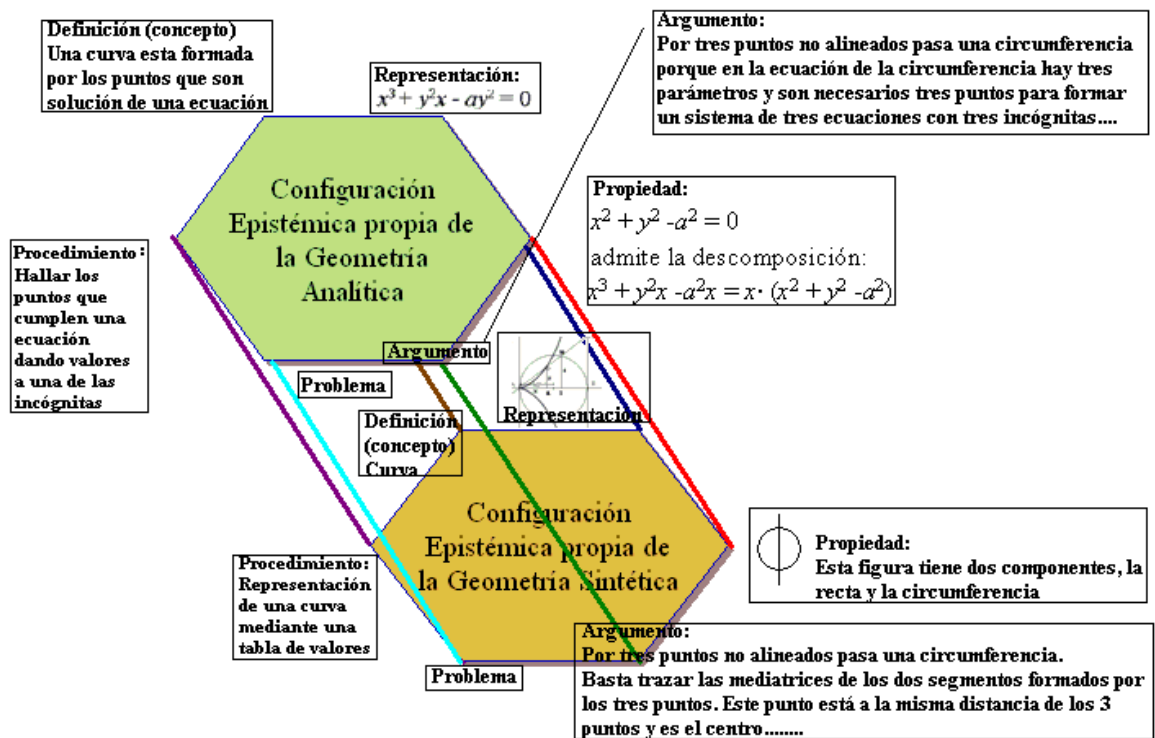 Definición (concepto)
Una curva esta formada
por los puntos que son
solución de una ecuación
Representación:
x³ + y²x - ay² = 0
Argumento:
Por tres puntos no alineados pasa una circumferencia
porque en la ecuación de la circumferencia hay tres
parámetros y son necesarios tres puntos para formar
un sistema de tres ecuaciones con tres incógnitas....
Configuración
Epistémica propia de
la Geometría
Analítica
Propiedad:
x² + y² -a² = 0
admite la descomposición:
x³ + y²x -a²x = x· (x² + y² -a²)
Procedimiento:
Hallar los
puntos que
cumplen una
ecuación
dando valores
a una de las
incógnitas
Argumento
Problema
Representación
Definición
(concepto)
Curva
Configuración
Epistémica propia de
la Geometría Sintética
Propiedad:
Esta figura tiene dos componentes, la
recta y la circumferencia
Procedimiento:
Representación
de una curva
mediante una
tabla de valores
Problema
Argumento:
Por tres puntos no alineados pasa una circumferencia.
Basta trazar las mediatrices de los dos segmentos formados por
los tres puntos. Este punto está a la misma distancia de los 3
puntos y es el centro........